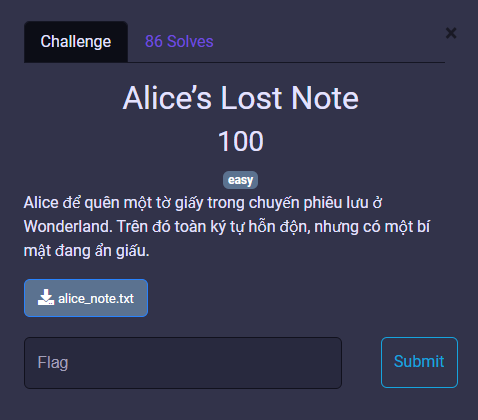 Challenge
86 Solves
×
Alice’s Lost Note
100
easy
Alice để quên một tờ giấy trong chuyến phiêu lưu ở
Wonderland. Trên đó toàn ký tự hỗn độn, nhưng có một bí
mật đang ẩn giấu.
alice_note.txt
Flag
Submit